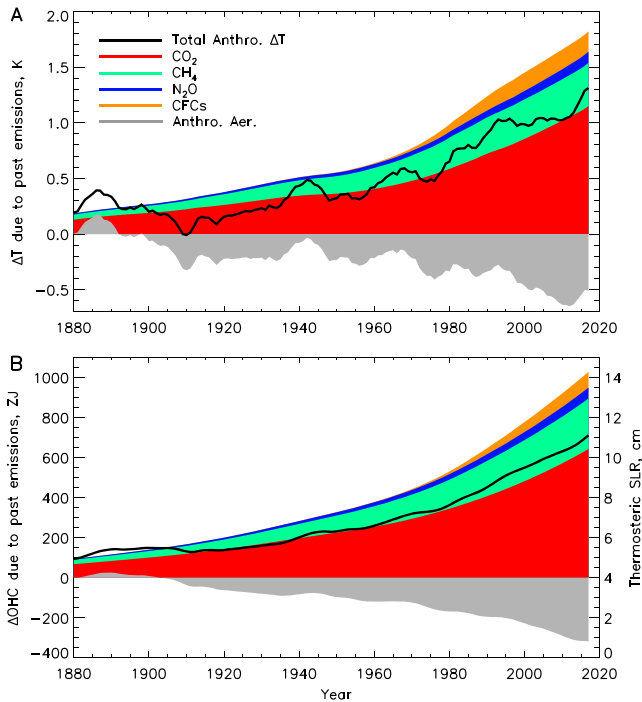 A
ΔT due to past emissions, K
2.0
1.5
1.0
0.5
0.0
−0.5
Total Anthro. ΔT
CO₂
CH₄
N₂O
CFCs
Anthro. Aer.
1880 1900 1920 1940 1960 1980 2000 2020
B
ΔOHC due to past emissions, ZJ
1000
800
600
400
200
0
−200
−400
14
12
10
8
6
4
2
0
Thermosteric SLR, cm
1880 1900 1920 1940 1960 1980 2000 2020
Year